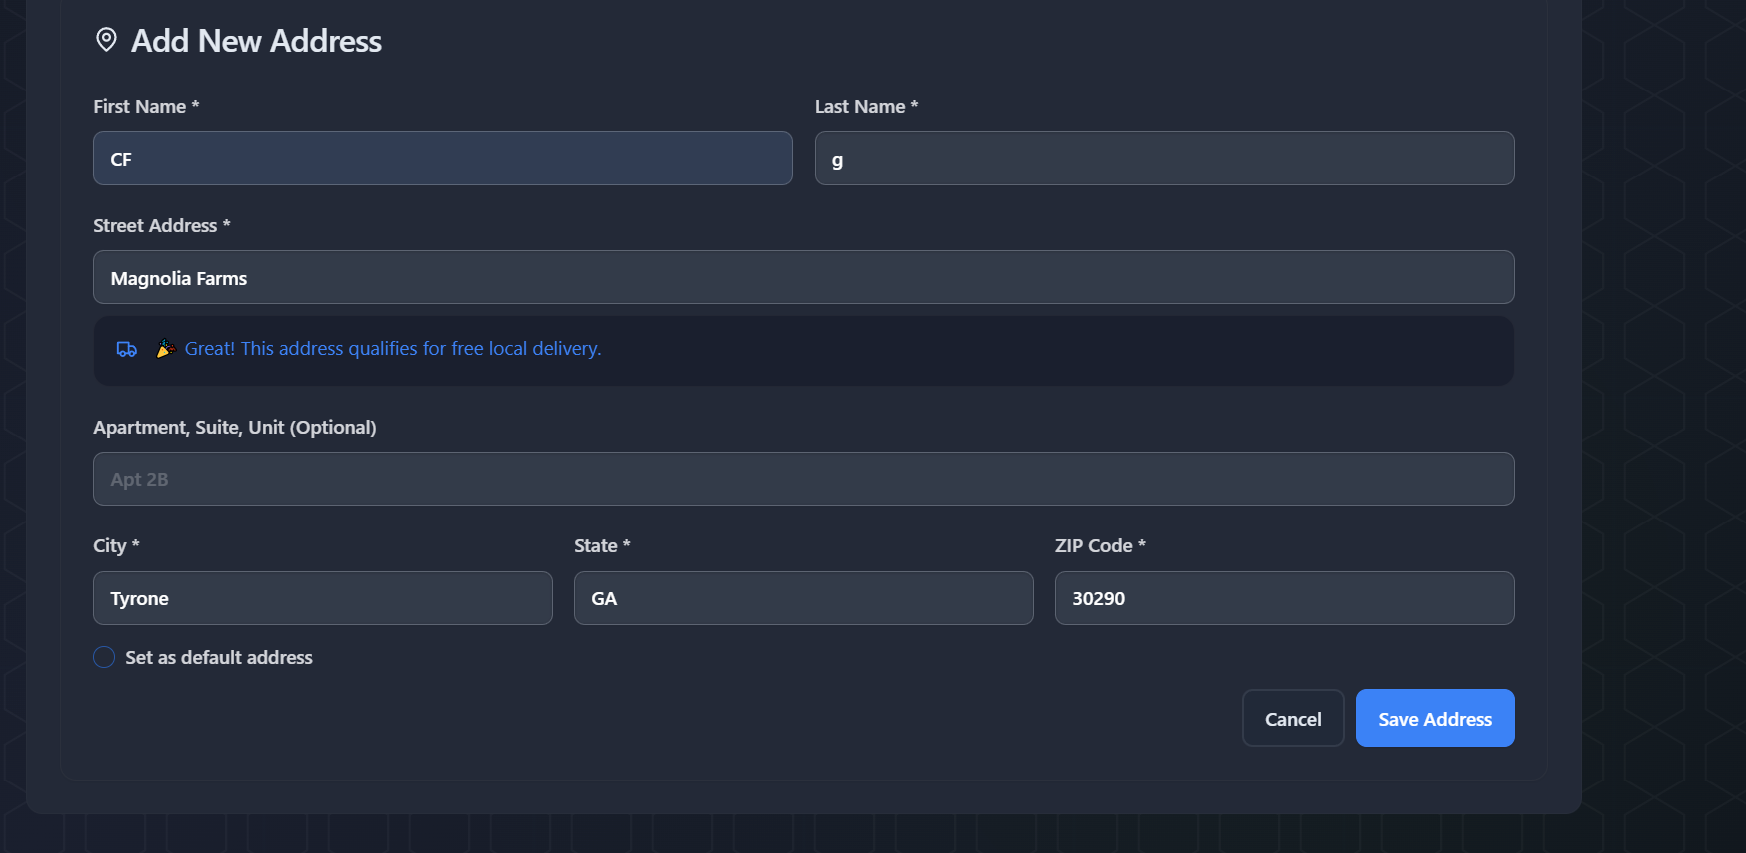 Add New Address
First Name *
Last Name *
CF
g
Street Address *
Magnolia Farms
🎉 Great! This address qualifies for free local delivery.
Apartment, Suite, Unit (Optional)
Apt 2B
City *
State *
ZIP Code *
Tyrone
GA
30290
Set as default address
Cancel
Save Address